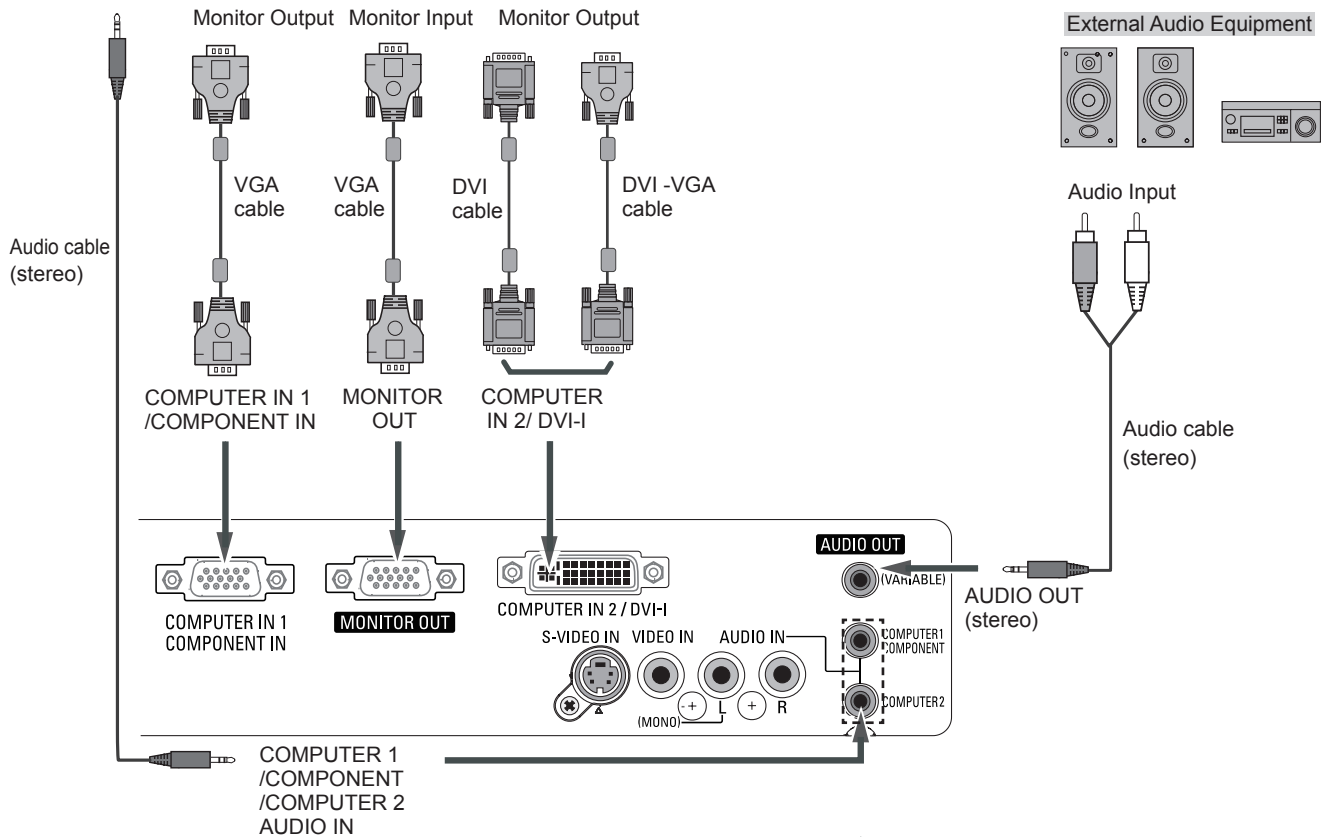 Monitor Output
Monitor Input
Monitor Output
External Audio Equipment
VGA
cable
VGA
cable
DVI
cable
DVI -VGA
cable
Audio Input
Audio cable
(stereo)
COMPUTER IN 1
/COMPONENT IN
MONITOR
OUT
COMPUTER
IN 2/ DVI-I
Audio cable
(stereo)
AUDIO OUT
(VARIABLE)
AUDIO OUT
(stereo)
COMPUTER IN 1
COMPONENT IN
MONITOR OUT
COMPUTER IN 2 / DVI-I
S-VIDEO IN
VIDEO IN
AUDIO IN
COMPUTER1
COMPONENT
COMPUTER2
- +
L
+
R
(MONO)
COMPUTER 1
/COMPONENT
/COMPUTER 2
AUDIO IN